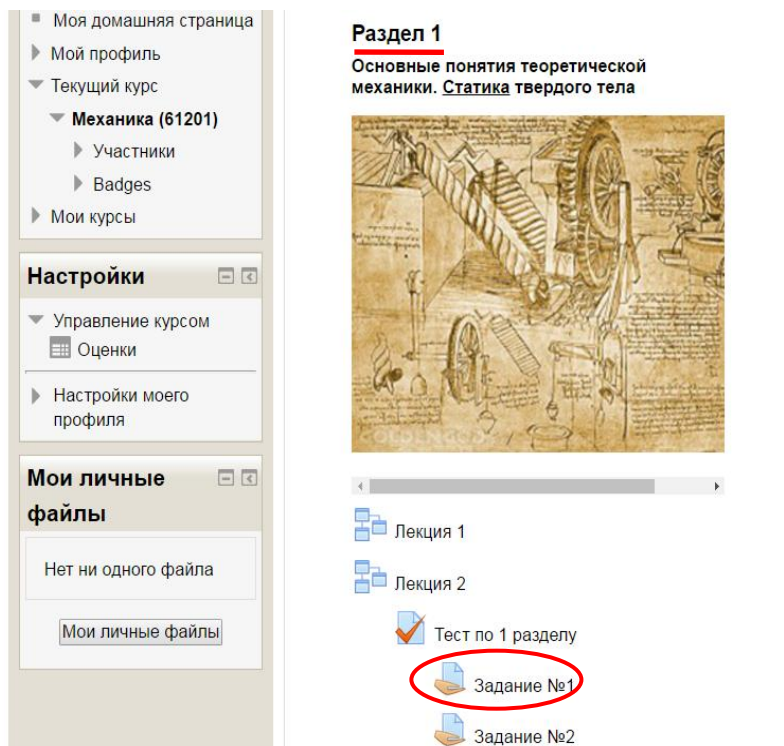 Моя домашняя страница
Мой профиль
Текущий курс
Механика (61201)
Участники
Badges
Мои курсы
Настройки
Управление курсом
Оценки
Настройки моего
профиля
Мои личные
файлы
Нет ни одного файла
Мои личные файлы
Раздел 1
Основные понятия теоретической
механики. Статика твердого тела
Лекция 1
Лекция 2
Тест по 1 разделу
Задание №1
Задание №2